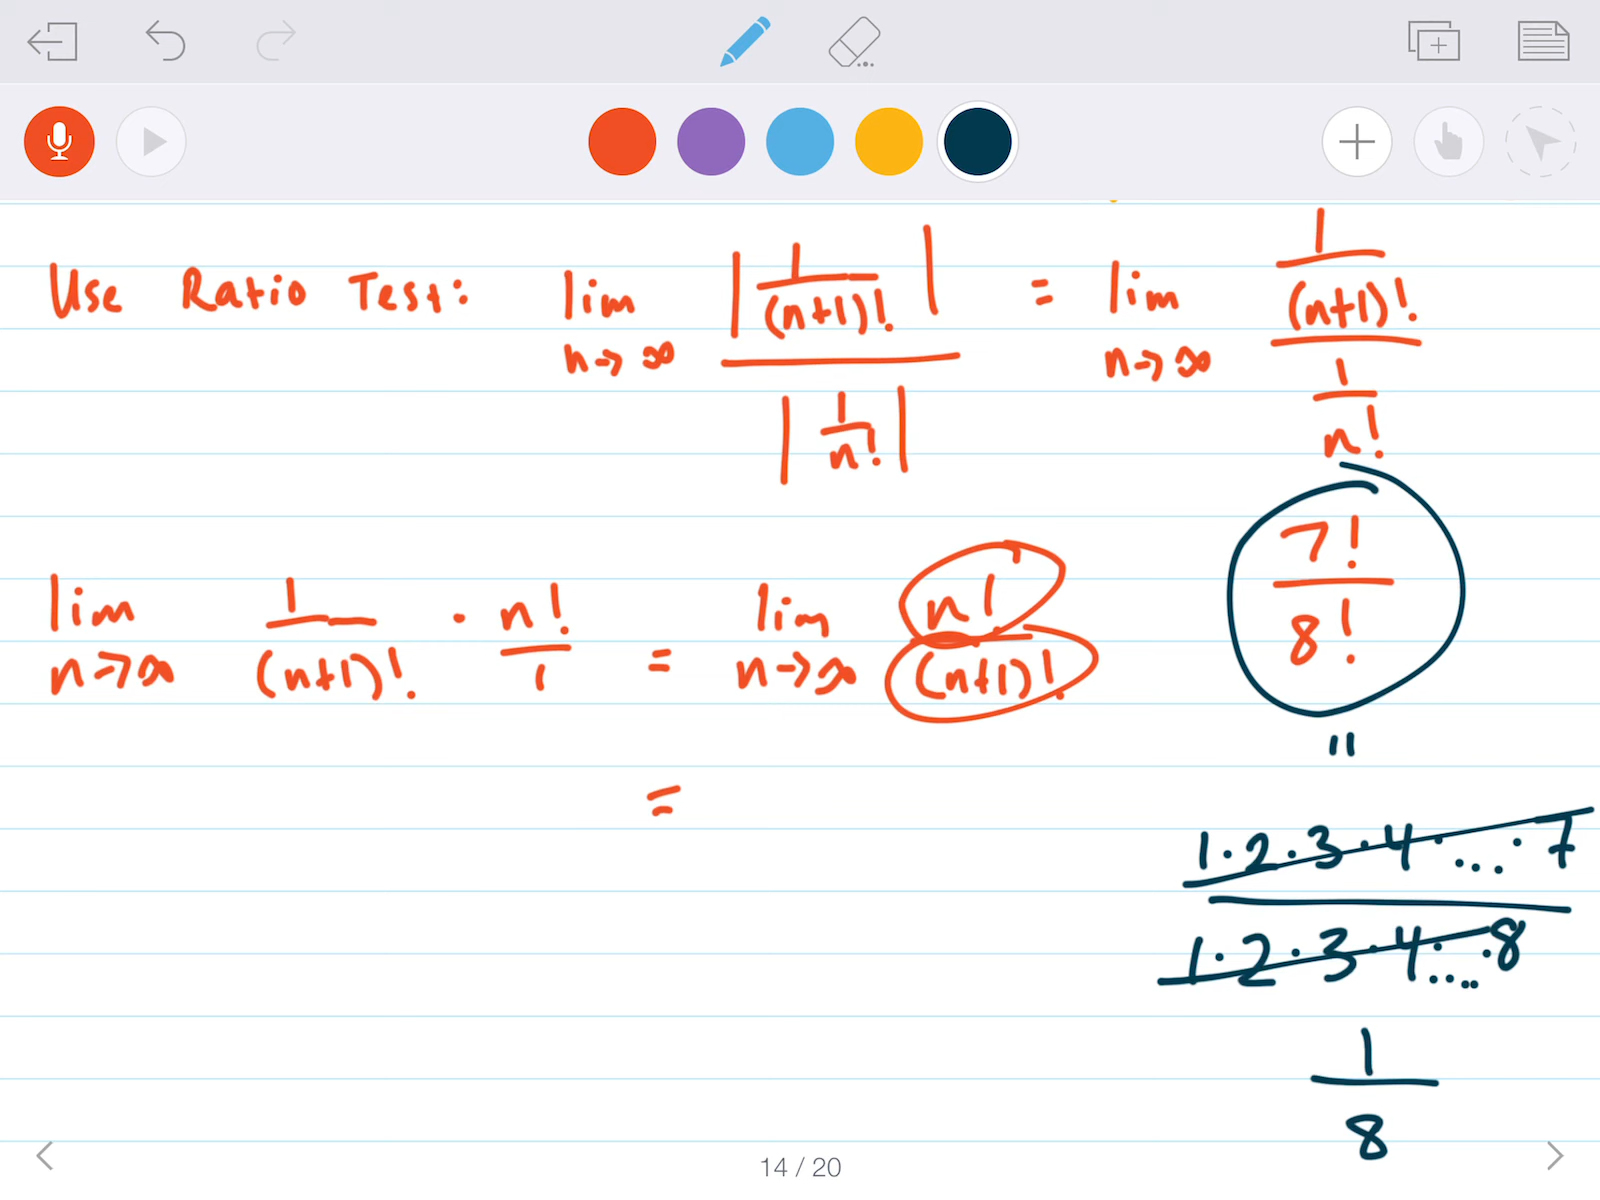 Use Ratio Test: lim n→∞ |1/(n+1)!| / |1/n!| = lim n→∞ (1/(n+1)!) / (1/n!)
lim n→∞ 1/(n+1)! · n!/1 = lim n→∞ n!/(n+1)!
=
7!
8!
=
1·2·3·4·...·7
1·2·3·4....·8
1
8
14 / 20